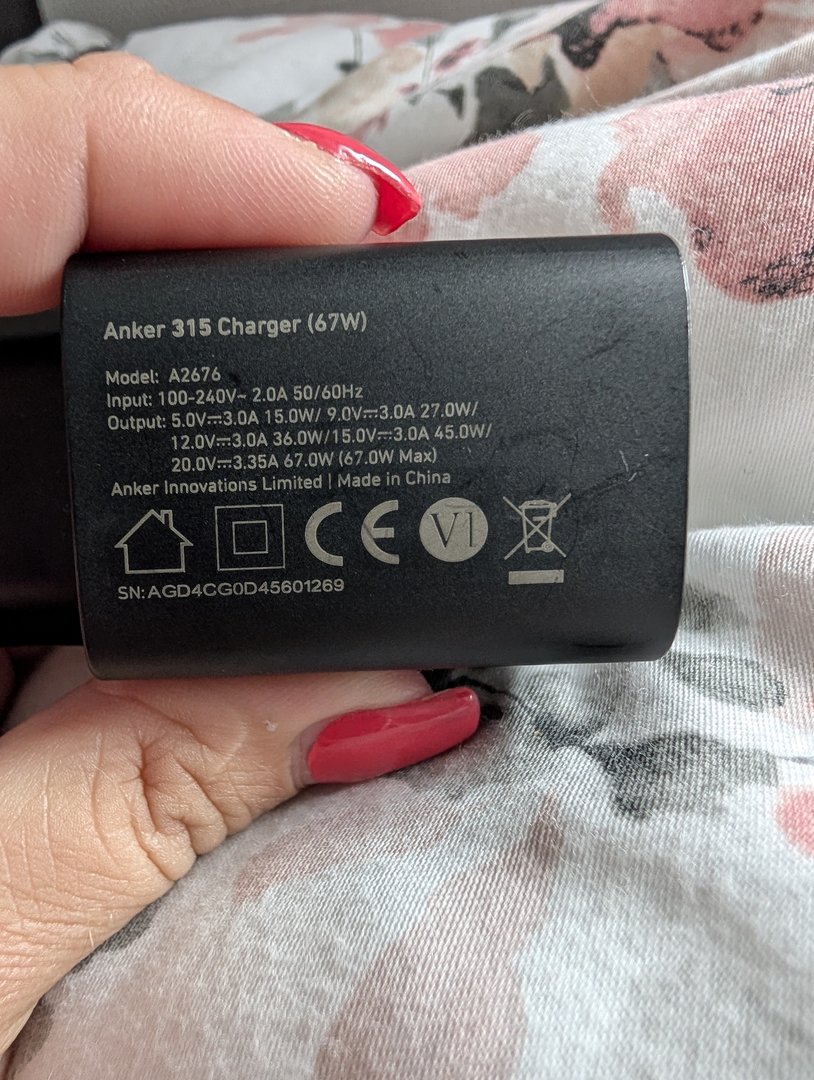 Anker 315 Charger (67W)
Model: A2676
Input: 100-240V~ 2.0A 50/60Hz
Output: 5.0V⎓3.0A 15.0W/ 9.0V⎓3.0A 27.0W/
12.0V⎓3.0A 36.0W/15.0V⎓3.0A 45.0W/
20.0V⎓3.35A 67.0W (67.0W Max)
Anker Innovations Limited | Made in China
CE VI
SN:AGD4CG0D45601269